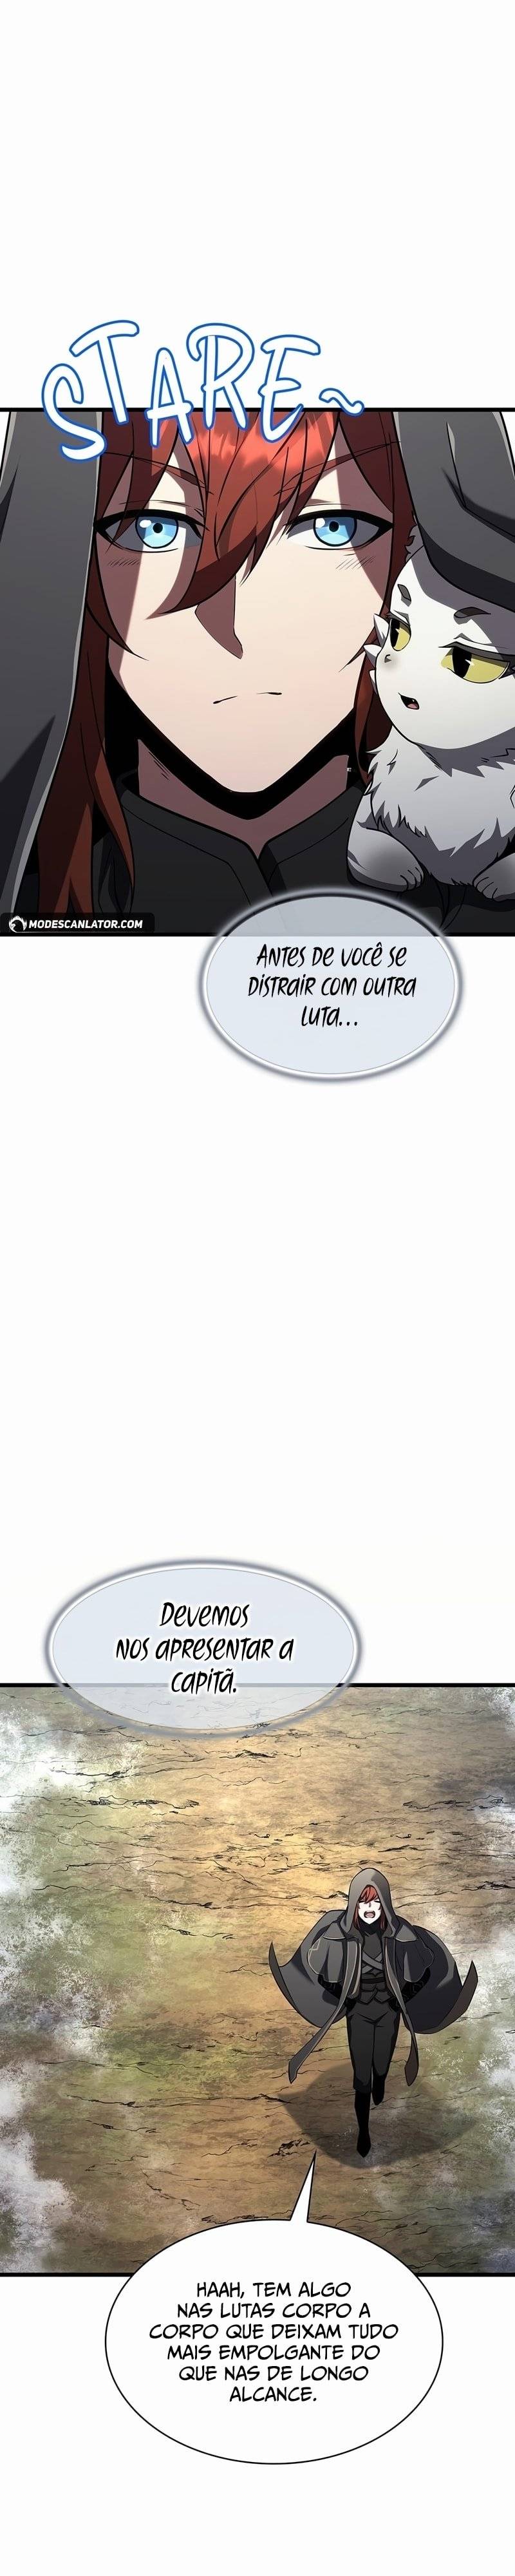 STARE~
MODESCANLATOR.COM
ANTES DE VOCÊ SE
DISTRAIR COM OUTRA
LUTA...
DEVEMOS
NOS APRESENTAR A
CAPITÃ.
HAAH, TEM ALGO
NAS LUTAS CORPO A
CORPO QUE DEIXAM TUDO
MAIS EMPOLGANTE DO
QUE NAS DE LONGO
ALCANCE.